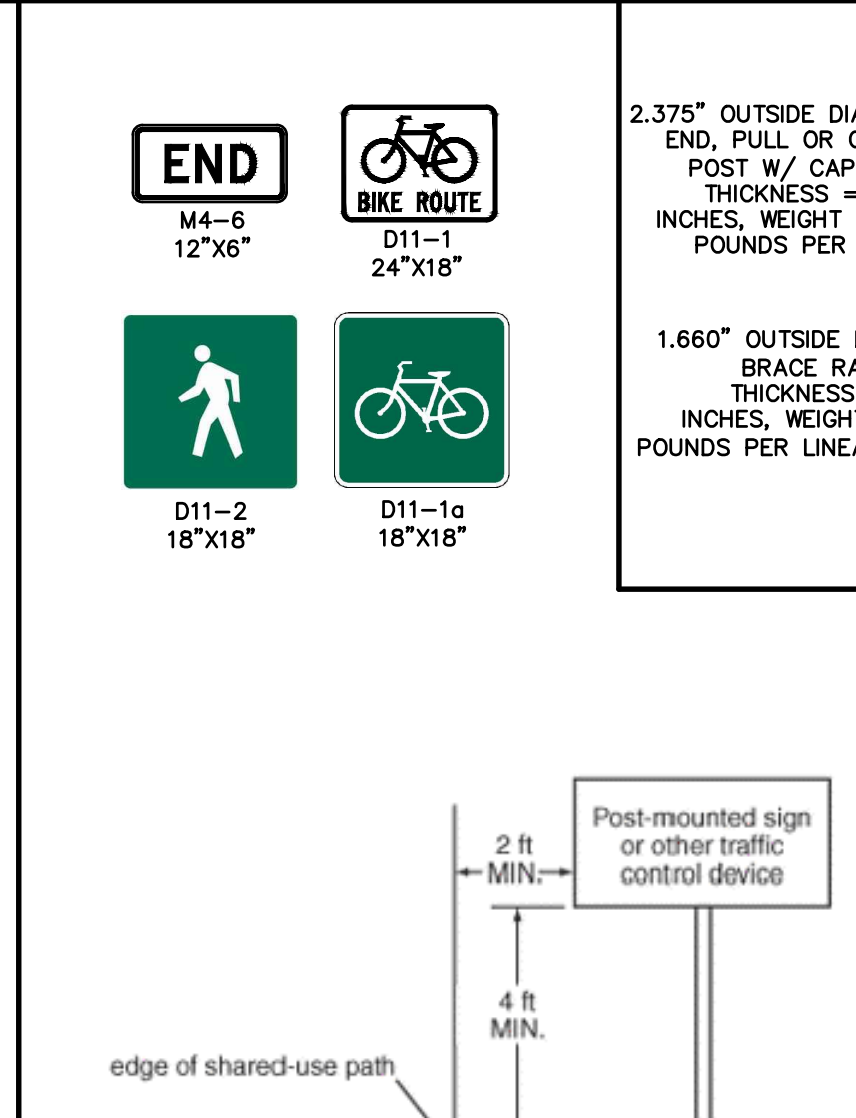 END
M4-6
12"X6"
BIKE ROUTE
D11-1
24"X18"
D11-2
18"X18"
D11-1a
18"X18"
2.375" OUTSIDE DIA
END, PULL OR
POST W/ CAP
THICKNESS =
INCHES, WEIGHT
POUNDS PER
1.660" OUTSIDE
BRACE RA
THICKNESS
INCHES, WEIGHT
POUNDS PER LINEA
Post-mounted sign
or other traffic
control device
2 ft
MIN.
4 ft
MIN.
edge of shared-use path